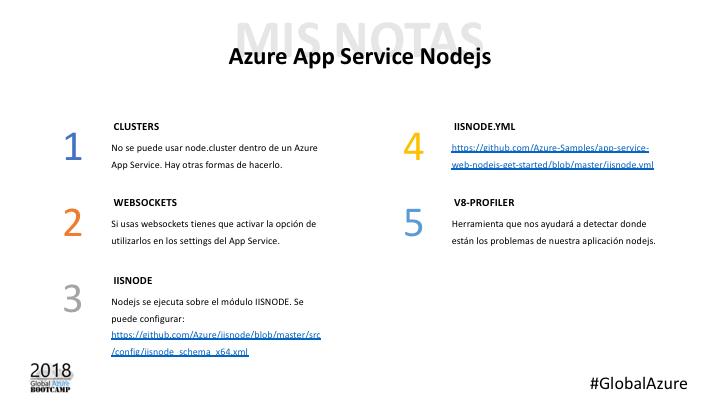 MIS NOTAS
Azure App Service Nodejs
1
CLUSTERS
No se puede usar node.cluster dentro de un Azure
App Service. Hay otras formas de hacerlo.
2
WEBSOCKETS
Si usas websockets tienes que activar la opción de
utilizarlos en los settings del App Service.
3
IISNODE
Nodejs se ejecuta sobre el módulo IISNODE. Se
puede configurar:
https://github.com/Azure/iisnode/blob/master/src
/config/iisnode_schema_x64.xml
4
IISNODE.YML
https://github.com/Azure-Samples/app-service-
web-nodejs-get-started/blob/master/iisnode.yml
5
V8-PROFILER
Herramienta que nos ayudará a detectar donde
están los problemas de nuestra aplicación nodejs.
2018
Global Azure
BOOTCAMP
#GlobalAzure